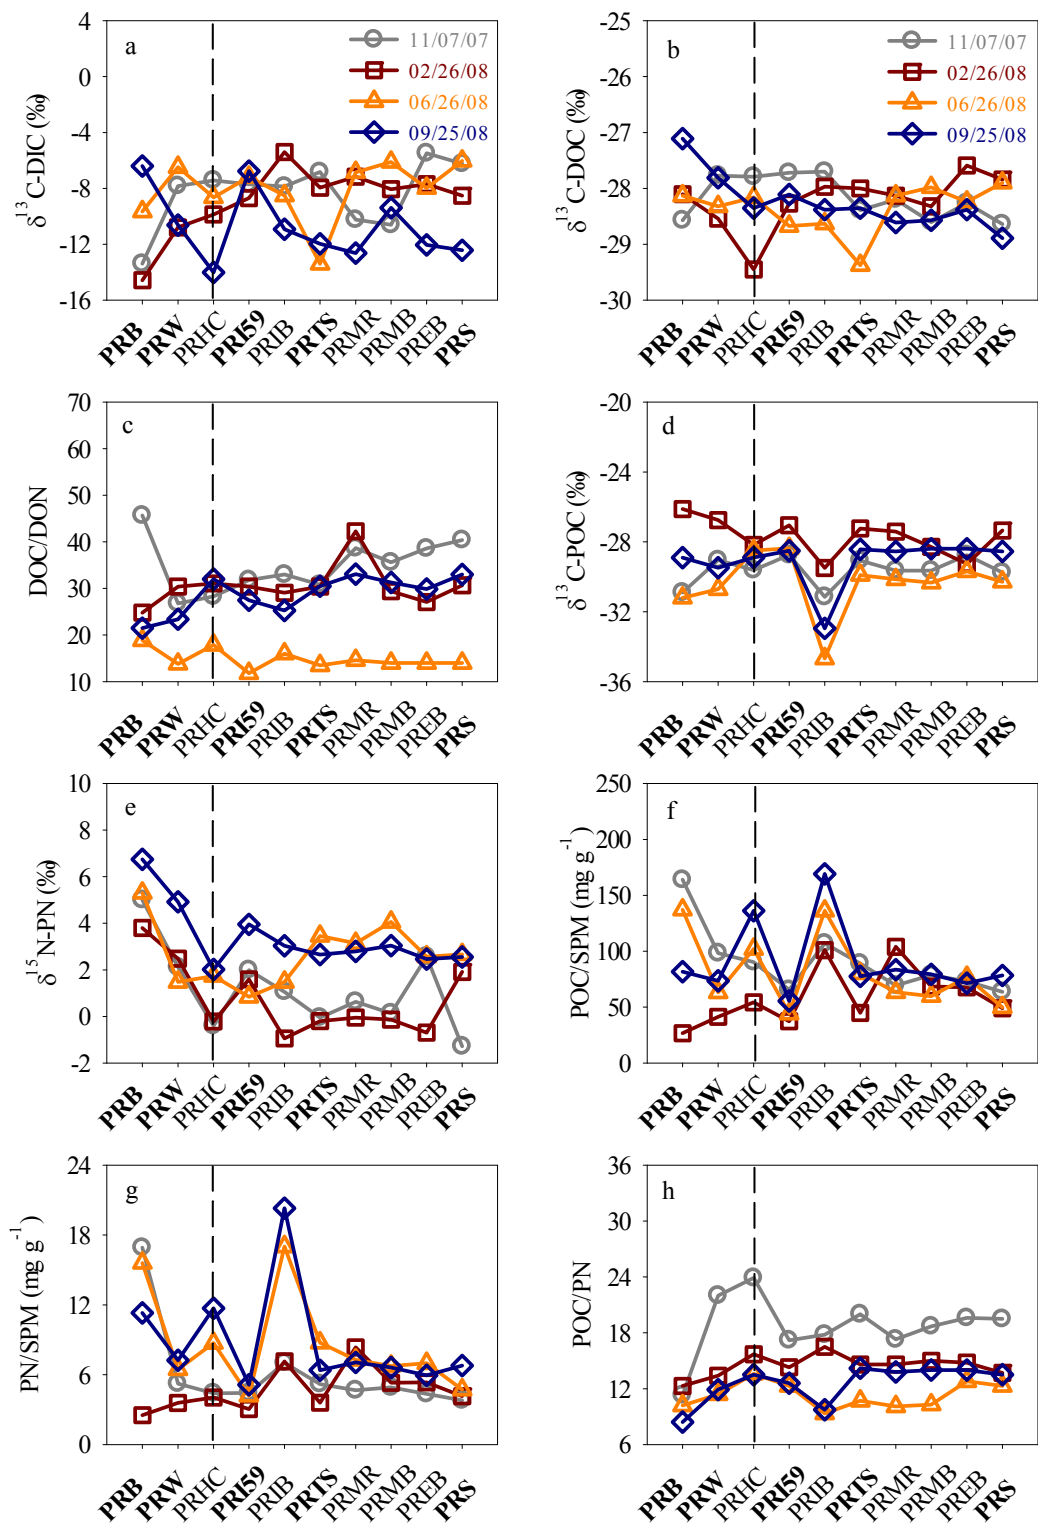 a
11/07/07
02/26/08
06/26/08
09/25/08
4
0
-4
-8
-12
-16
δ13 C-DIC (‰)
PRB PRW PRHC PRI59 PRIB PRTS PRMR PRMB PREB PRS
b
11/07/07
02/26/08
06/26/08
09/25/08
-25
-26
-27
-28
-29
-30
δ13 C-DOC (‰)
PRB PRW PRHC PRI59 PRIB PRTS PRMR PRMB PREB PRS
c
70
60
50
40
30
20
10
DOC/DON
PRB PRW PRHC PRI59 PRIB PRTS PRMR PRMB PREB PRS
d
-20
-24
-28
-32
-36
δ13 C-POC (‰)
PRB PRW PRHC PRI59 PRIB PRTS PRMR PRMB PREB PRS
e
10
8
6
4
2
0
-2
δ15 N-PN (‰)
PRB PRW PRHC PRI59 PRIB PRTS PRMR PRMB PREB PRS
f
250
200
150
100
50
0
POC/SPM (mg g-1
PRB PRW PRHC PRI59 PRIB PRTS PRMR PRMB PREB PRS
g
24
18
12
6
0
PN/SPM (mg g-1)
PRB PRW PRHC PRI59 PRIB PRTS PRMR PRMB PREB PRS
h
36
30
24
18
12
6
POC/PN
PRB PRW PRHC PRI59 PRIB PRTS PRMR PRMB PREB PRS